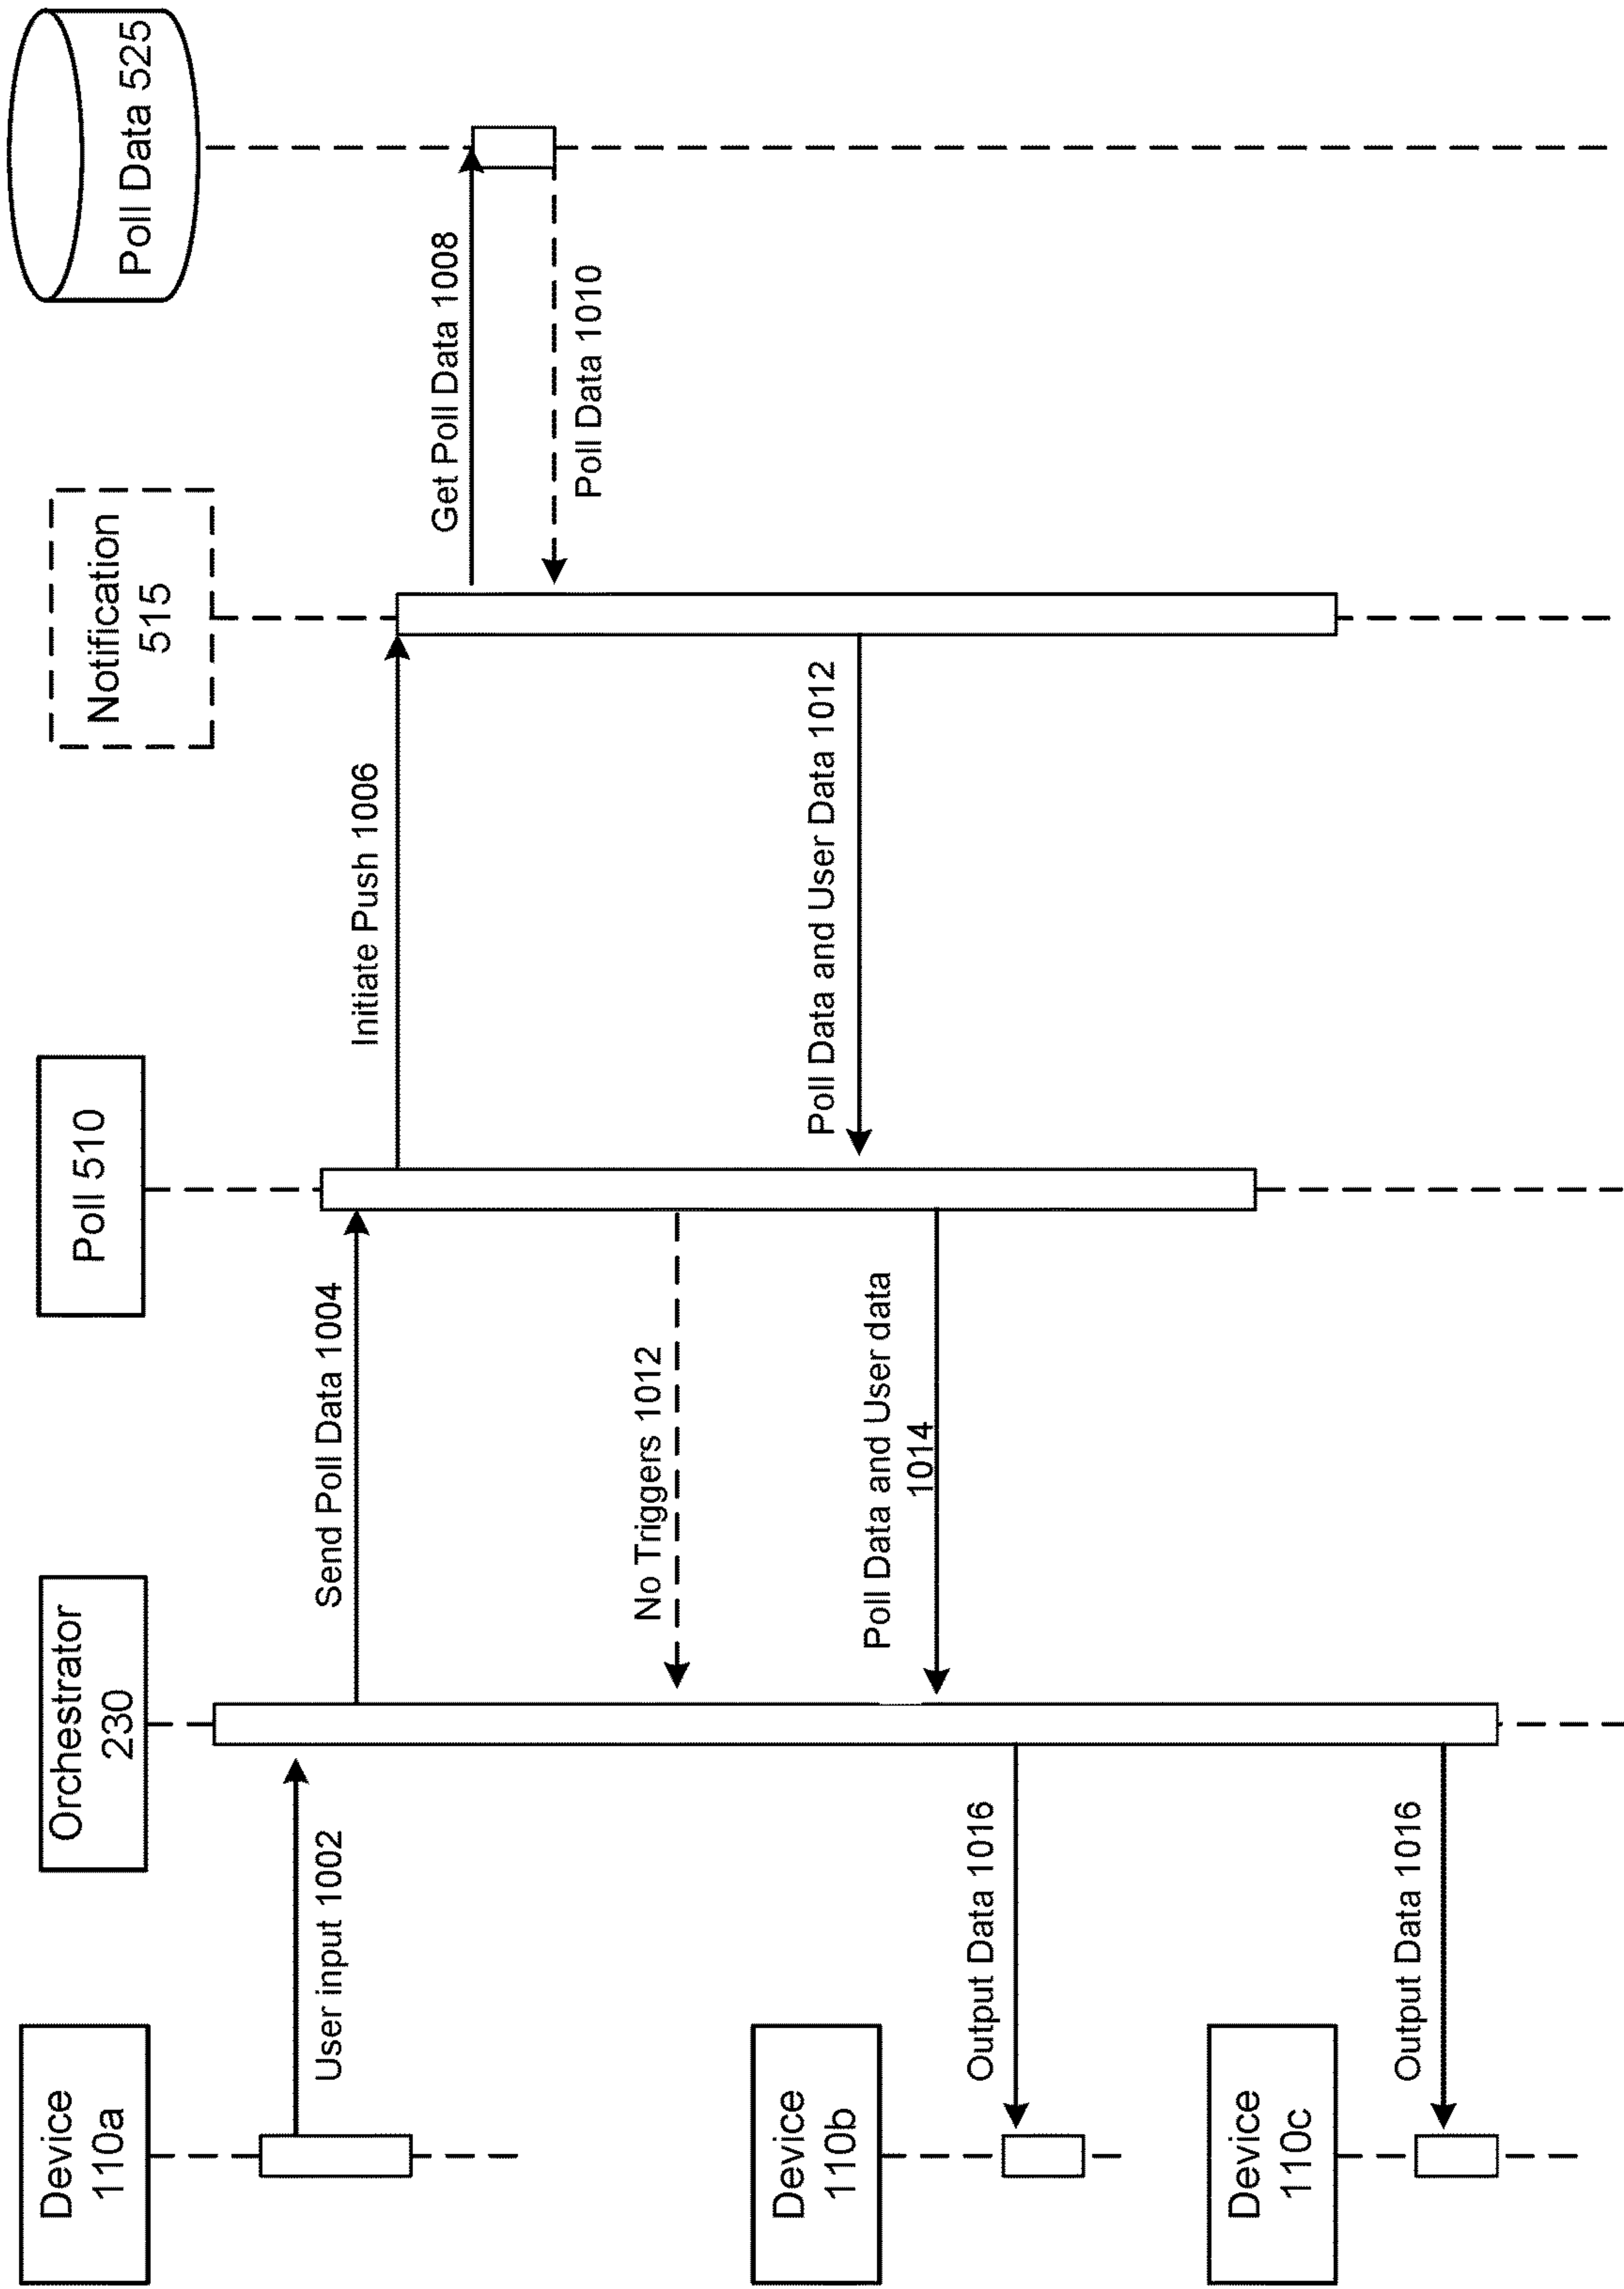 Device
110a
Orchestrator
230
Poll 510
Notification
515
Poll Data 525
User input 1002
Send Poll Data 1004
Initiate Push 1006
Get Poll Data 1008
Poll Data 1010
No Triggers 1012
Poll Data and User Data 1012
Poll Data and User data
1014
Device
110b
Output Data 1016
Device
110c
Output Data 1016